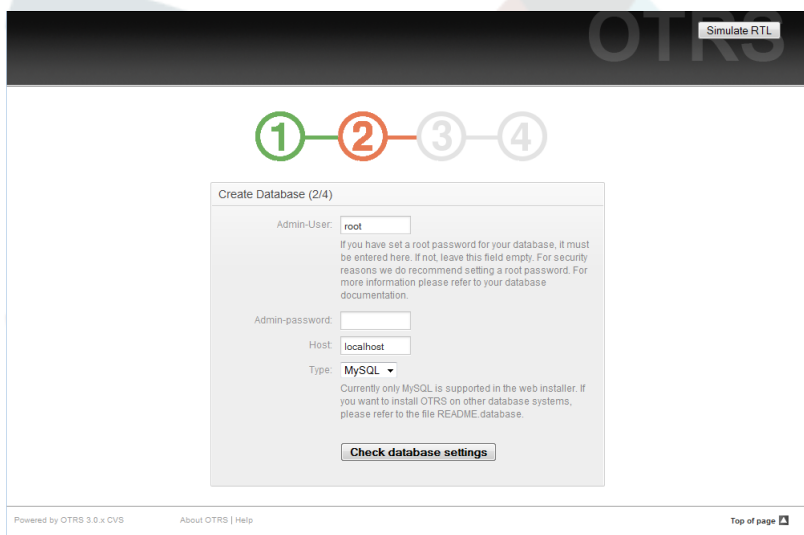 OTRS
Simulate RTL
1 2 3 4
Create Database (2/4)
Admin-User: root
If you have set a root password for your database, it must
be entered here. If not, leave this field empty. For security
reasons we do recommend setting a root password. For
more information please refer to your database
documentation.
Admin-password:
Host: localhost
Type: MySQL
Currently only MySQL is supported in the web installer. If
you want to install OTRS on other database systems,
please refer to the file README.database.
Check database settings
Powered by OTRS 3.0.x CVS
About OTRS | Help
Top of page